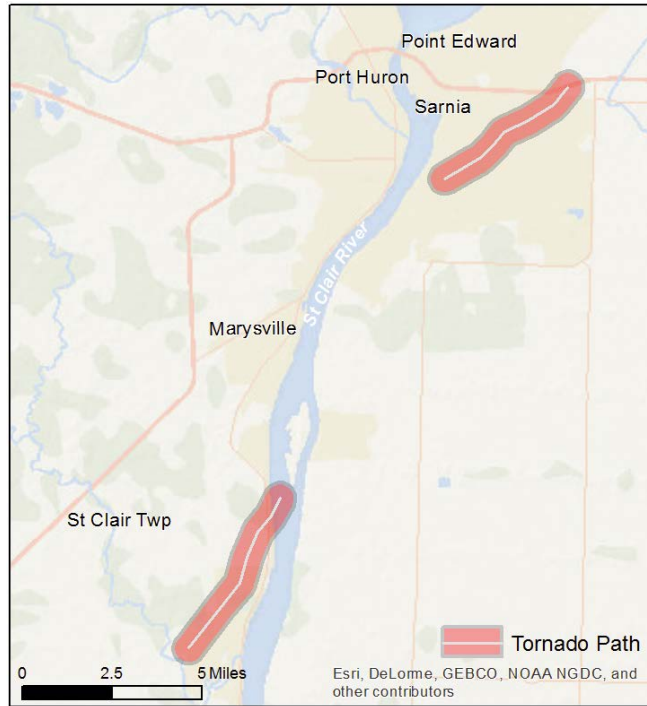 Point Edward
Port Huron
Sarnia
St Clair River
Marysville
St Clair Twp
Tornado Path
0 2.5 5 Miles
Esri, DeLorme, GEBCO, NOAA NGDC, and
other contributors